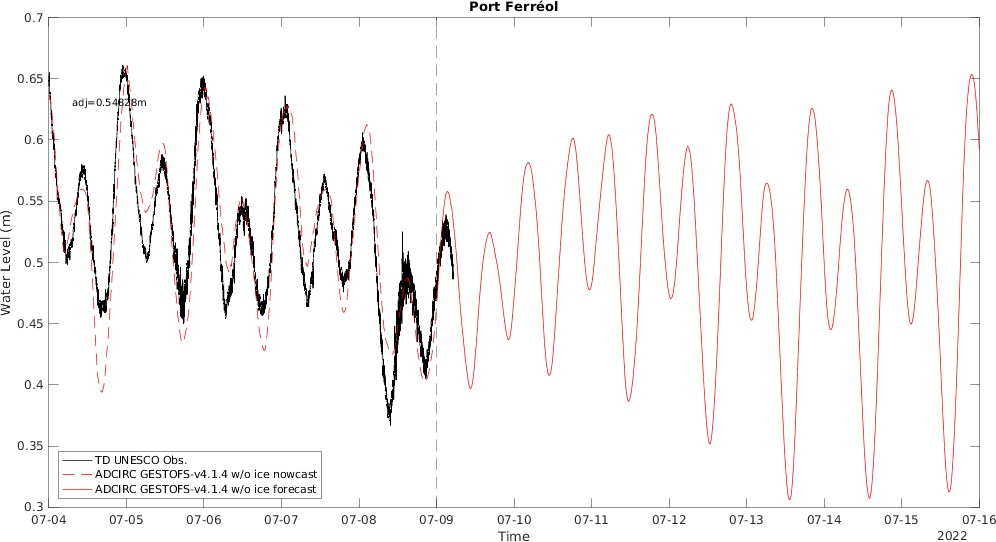 Port Ferréol
0.7
0.65
adj=0.54828m
0.6
0.55
0.5
Water Level (m)
0.45
0.4
0.35
TD UNESCO Obs.
ADCIRC GESTOFS-v4.1.4 w/o ice nowcast
ADCIRC GESTOFS-v4.1.4 w/o ice forecast
0.3
07-04 07-05 07-06 07-07 07-08 07-09 07-10 07-11 07-12 07-13 07-14 07-15 07-16
Time
2022